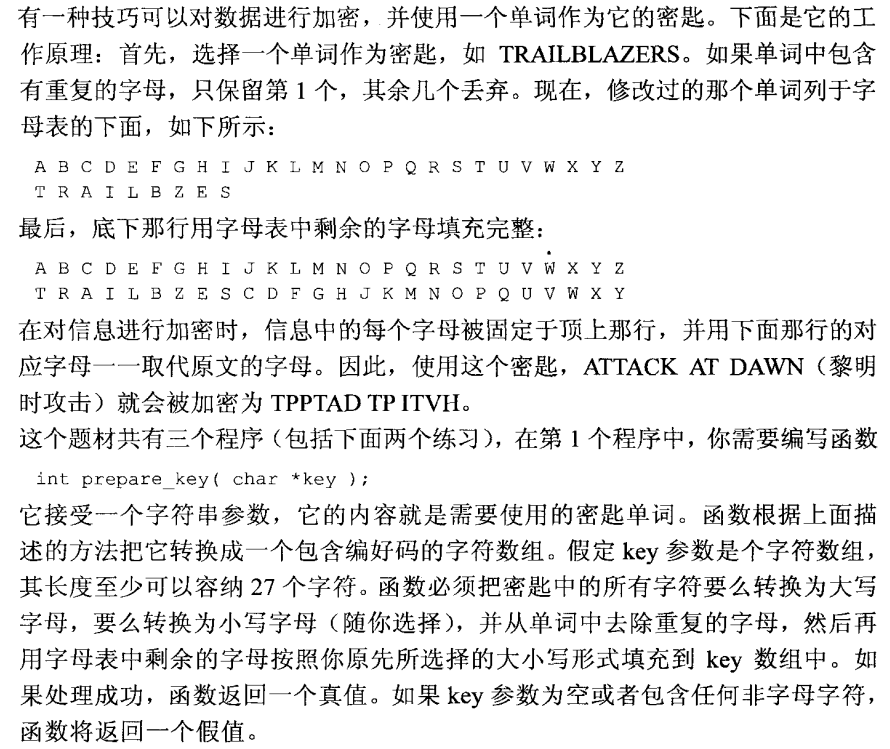 有一种技巧可以对数据进行加密，并使用一个单词作为它的密匙。下面是它的工
作原理：首先，选择一个单词作为密匙，如 TRAILBLAZERS。如果单词中包含
有重复的字母，只保留第 1 个，其余几个丢弃。现在，修改过的那个单词列于字
母表的下面，如下所示：
A B C D E F G H I J K L M N O P Q R S T U V W X Y Z
T R A I L B Z E S
最后，底下那行用字母表中剩余的字母填充完整：
A B C D E F G H I J K L M N O P Q R S T U V W X Y Z
T R A I L B Z E S C D F G H J K M N O P Q U V W X Y
在对信息进行加密时，信息中的每个字母被固定于顶上那行，并用下面那行的对
应字母一一取代原文的字母。因此，使用这个密匙，ATTACK AT DAWN（黎明
时攻击）就会被加密为 TPPTAD TP ITVH。
这个题材共有三个程序（包括下面两个练习），在第 1 个程序中，你需要编写函数
int prepare_key( char *key );
它接受一个字符串参数，它的内容就是需要使用的密匙单词。函数根据上面描
述的方法把它转换成一个包含编好码的字符数组。假定 key 参数是个字符数组，
其长度至少可以容纳 27 个字符。函数必须把密匙中的所有字符要么转换为大写
字母，要么转换为小写字母（随你选择），并从单词中去除重复的字母，然后再
用字母表中剩余的字母按照你原先所选择的大小写形式填充到 key 数组中。如
果处理成功，函数返回一个真值。如果 key 参数为空或者包含任何非字母字符，
函数将返回一个假值。